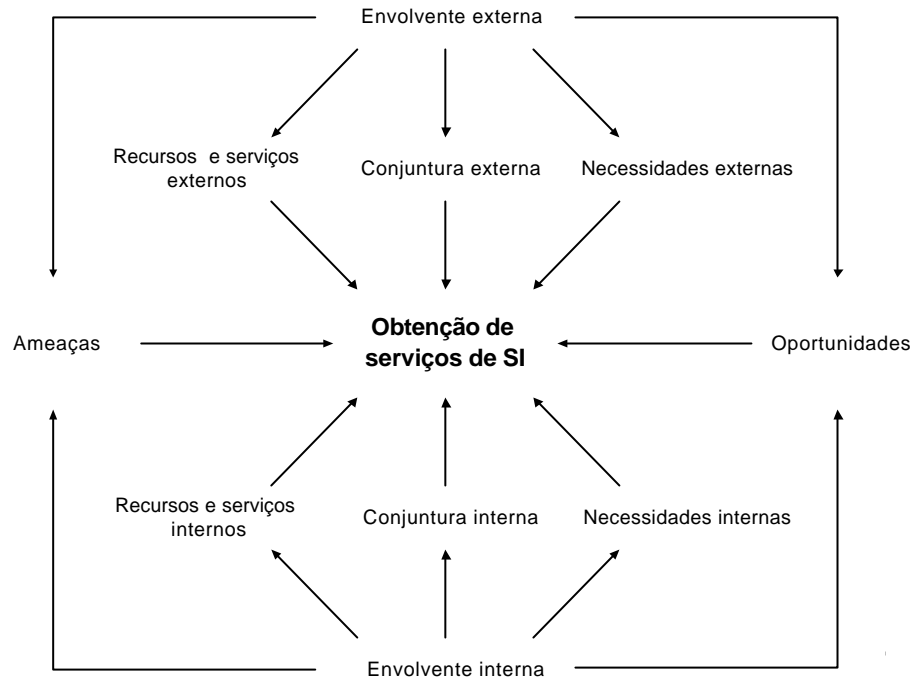 Envolvente externa
Recursos e serviços
externos
Conjuntura externa
Necessidades externas
Ameaças
Obtenção de
serviços de SI
Oportunidades
Recursos e serviços
internos
Conjuntura interna
Necessidades internas
Envolvente interna